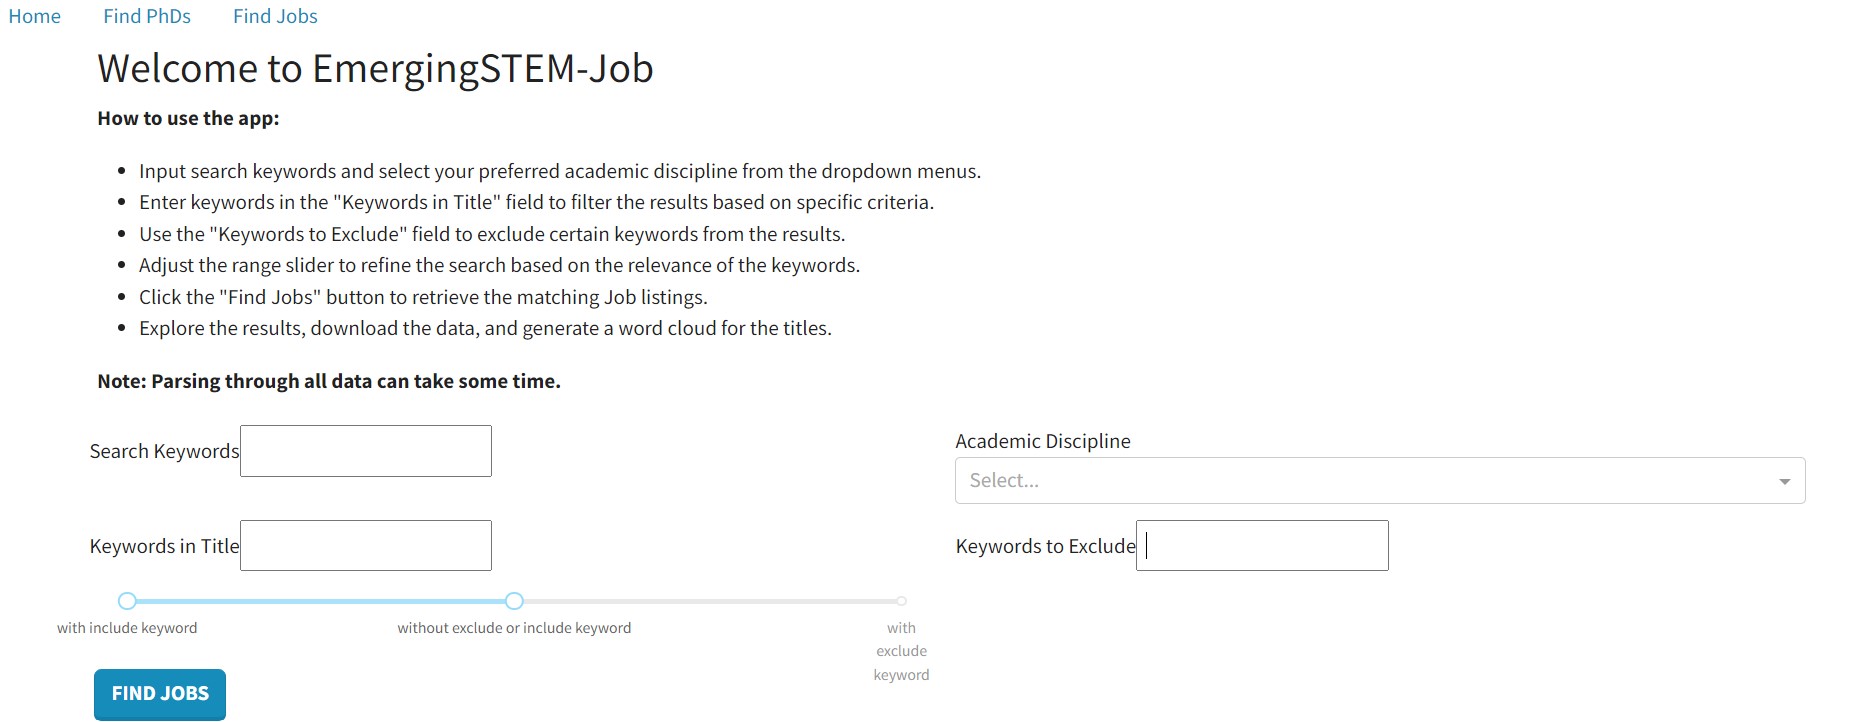 Home Find PhDs Find Jobs
Welcome to EmergingSTEM-Job
How to use the app:
Input search keywords and select your preferred academic discipline from the dropdown menus.
Enter keywords in the "Keywords in Title" field to filter the results based on specific criteria.
Use the "Keywords to Exclude" field to exclude certain keywords from the results.
Adjust the range slider to refine the search based on the relevance of the keywords.
Click the "Find Jobs" button to retrieve the matching Job listings.
Explore the results, download the data, and generate a word cloud for the titles.
Note: Parsing through all data can take some time.
Search Keywords
Academic Discipline
Select...
Keywords in Title
Keywords to Exclude
with include keyword
without exclude or include keyword
with
exclude
keyword
FIND JOBS